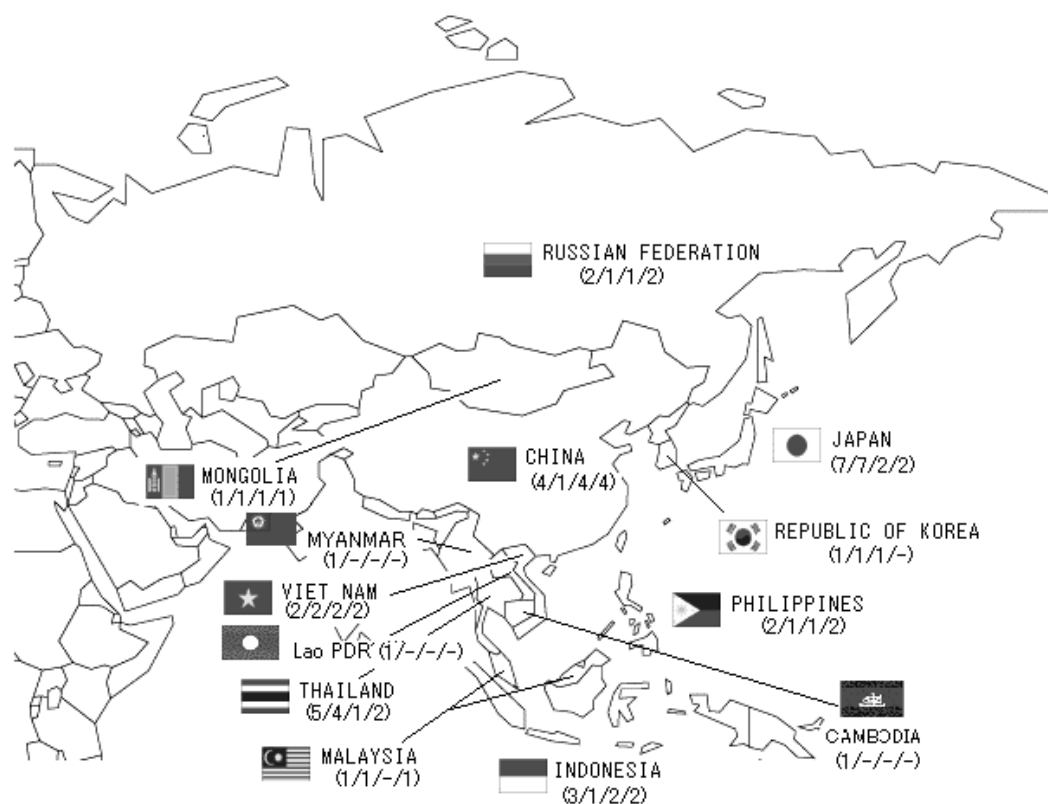 RUSSIAN FEDERATION
(2/1/1/2)
JAPAN
(7/7/2/2)
CHINA
(4/1/4/4)
MONGOLIA
(1/1/1/1)
REPUBLIC OF KOREA
(1/1/1/-)
MYANMAR
(1/-/-/-)
VIET NAM
(2/2/2/2)
PHILIPPINES
(2/1/1/2)
Lao PDR (1/-/-/-)
THAILAND
(5/4/1/2)
CAMBODIA
(1/-/-/-)
MALAYSIA
(1/1/-/1)
INDONESIA
(3/1/2/2)